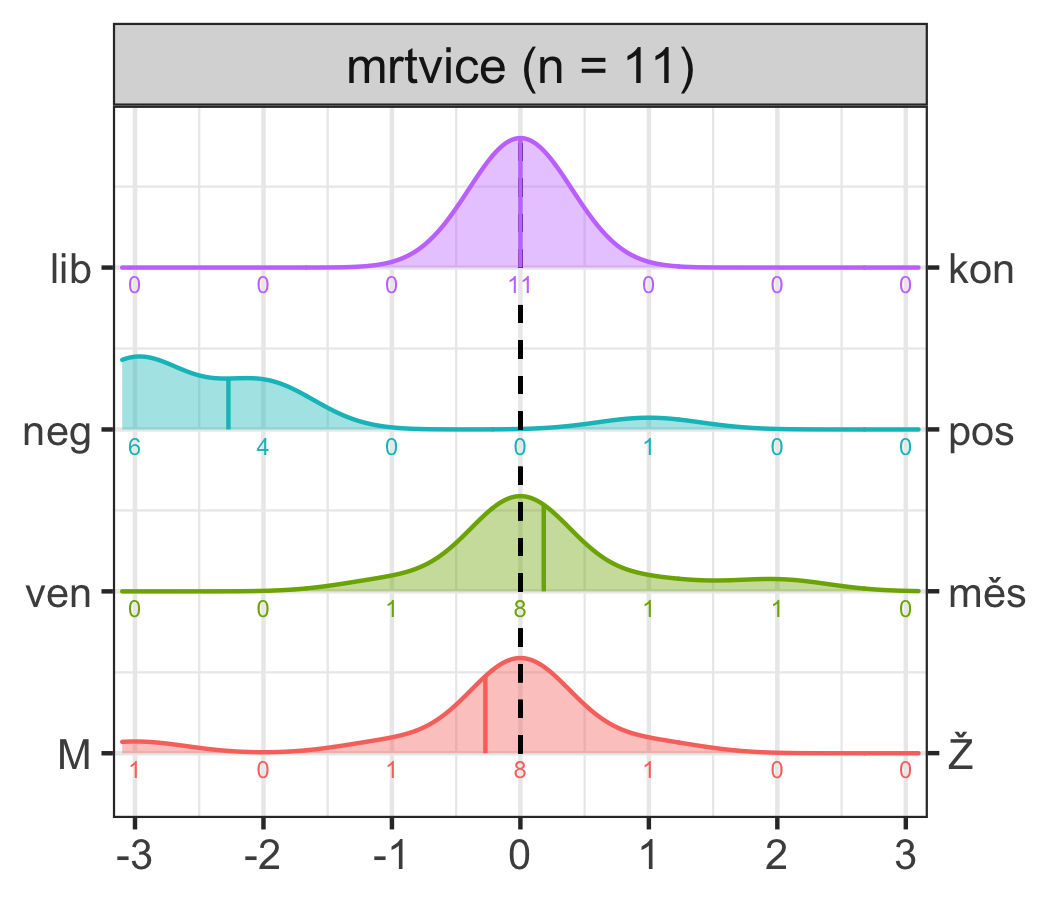 mrtvice (n = 11)
lib kon
0 0 0 11 0 0 0
neg pos
6 4 0 0 1 0 0
ven měs
0 0 1 8 1 1 0
M Ž
1 0 1 8 1 0 0
-3 -2 -1 0 1 2 3